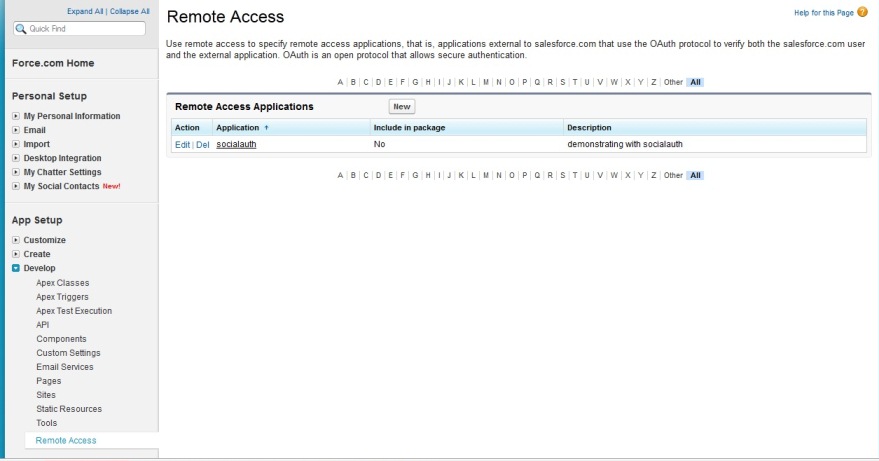 Expand All | Collapse All
Quick Find
Force.com Home
Personal Setup
My Personal Information
Email
Import
Desktop Integration
My Chatter Settings
My Social Contacts New!
App Setup
Customize
Create
Develop
Apex Classes
Apex Triggers
Apex Test Execution
API
Components
Custom Settings
Email Services
Pages
Sites
Static Resources
Tools
Remote Access
Remote Access
Help for this Page ?
Use remote access to specify remote access applications, that is, applications external to salesforce.com that use the OAuth protocol to verify both the salesforce.com user
and the external application. OAuth is an open protocol that allows secure authentication.
A | B | C | D | E | F | G | H | I | J | K | L | M | N | O | P | Q | R | S | T | U | V | W | X | Y | Z | Other All
Remote Access Applications New
Action Application ↑ Include in package Description
Edit | Del socialauth No demonstrating with socialauth
A | B | C | D | E | F | G | H | I | J | K | L | M | N | O | P | Q | R | S | T | U | V | W | X | Y | Z | Other All